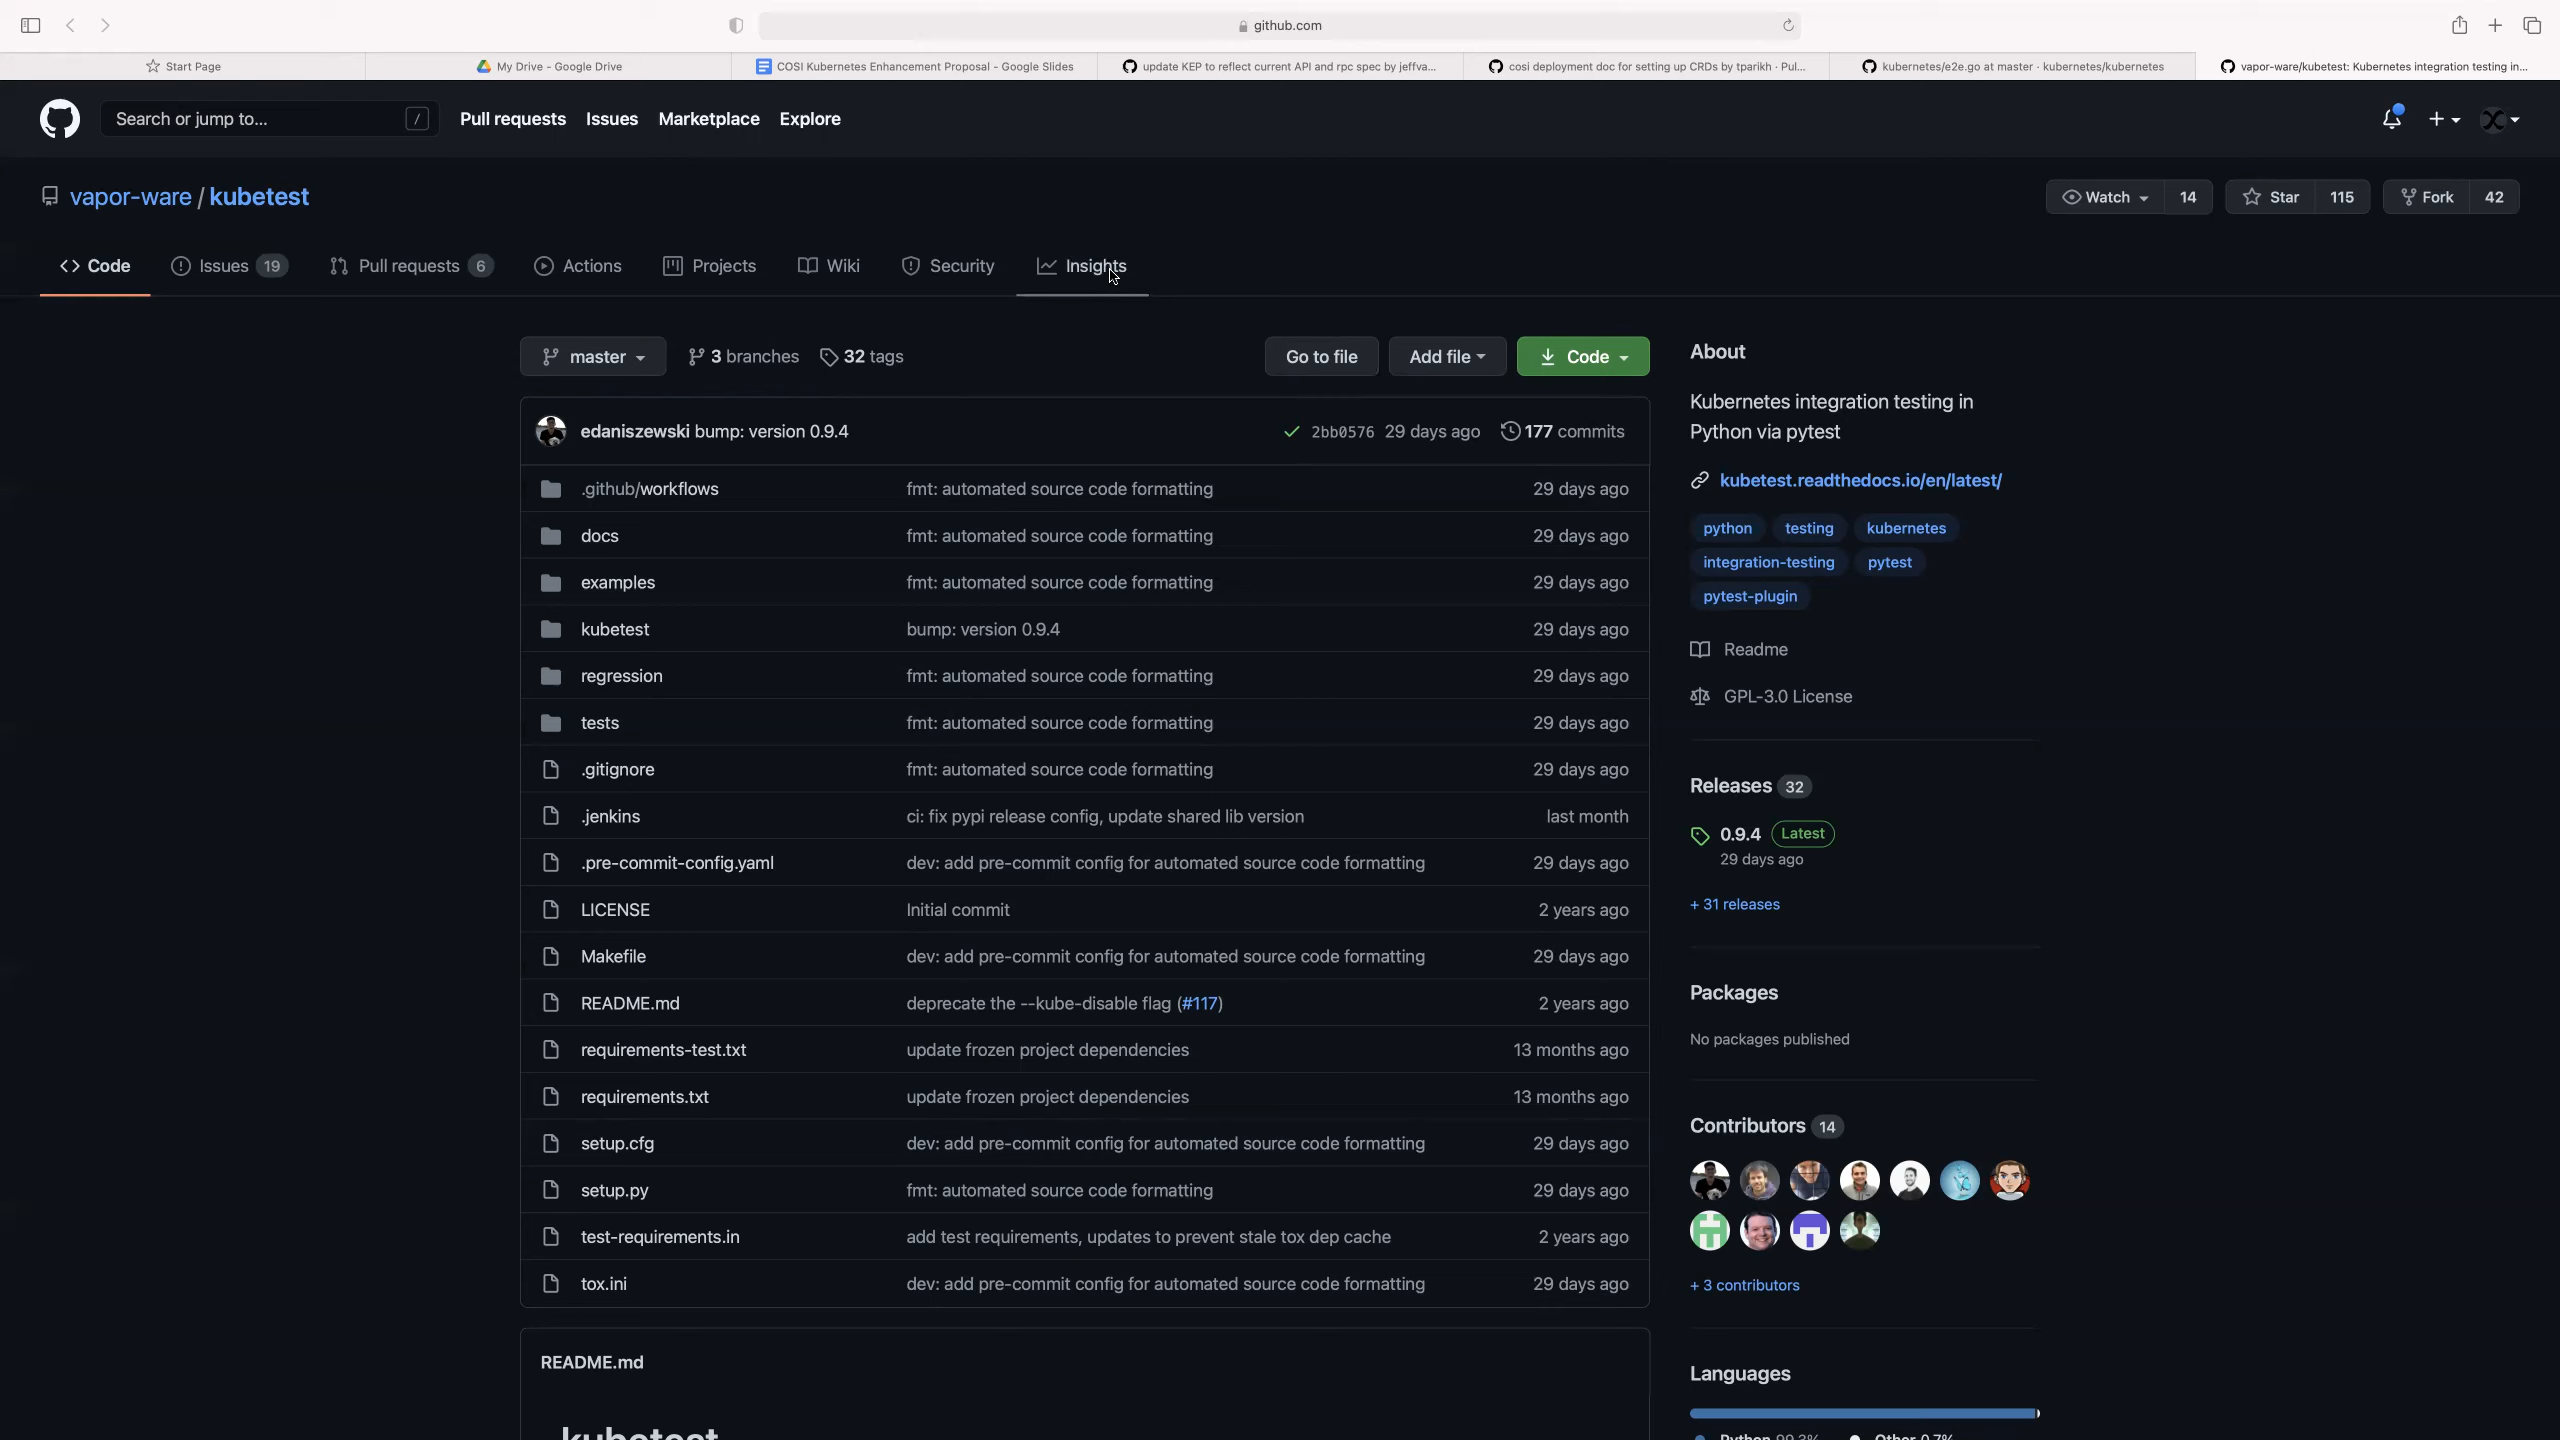 github.com
Start Page
My Drive - Google Drive
COSI Kubernetes Enhancement Proposal - Google Slides
update KEP to reflect current API and rpc spec by jeffva...
cosi deployment doc for setting up CRDs by tparikh · Pul...
kubernetes/e2e.go at master · kubernetes/kubernetes
vapor-ware/kubetest: Kubernetes integration testing in...
Search or jump to... /
Pull requests Issues Marketplace Explore
vapor-ware / kubetest
Watch 14
Star 115
Fork 42
Code
Issues 19
Pull requests 6
Actions
Projects
Wiki
Security
Insights
master 3 branches 32 tags
Go to file Add file Code
edaniszewski bump: version 0.9.4 2bb0576 29 days ago 177 commits
.github/workflows fmt: automated source code formatting 29 days ago
docs fmt: automated source code formatting 29 days ago
examples fmt: automated source code formatting 29 days ago
kubetest bump: version 0.9.4 29 days ago
regression fmt: automated source code formatting 29 days ago
tests fmt: automated source code formatting 29 days ago
.gitignore fmt: automated source code formatting 29 days ago
.jenkins ci: fix pypi release config, update shared lib version last month
.pre-commit-config.yaml dev: add pre-commit config for automated source code formatting 29 days ago
LICENSE Initial commit 2 years ago
Makefile dev: add pre-commit config for automated source code formatting 29 days ago
README.md deprecate the --kube-disable flag (#117) 2 years ago
requirements-test.txt update frozen project dependencies 13 months ago
requirements.txt update frozen project dependencies 13 months ago
setup.cfg dev: add pre-commit config for automated source code formatting 29 days ago
setup.py fmt: automated source code formatting 29 days ago
test-requirements.in add test requirements, updates to prevent stale tox dep cache 2 years ago
tox.ini dev: add pre-commit config for automated source code formatting 29 days ago
README.md
kubetest
About
Kubernetes integration testing in
Python via pytest
kubetest.readthedocs.io/en/latest/
python testing kubernetes
integration-testing pytest
pytest-plugin
Readme
GPL-3.0 License
Releases 32
0.9.4 Latest
29 days ago
+ 31 releases
Packages
No packages published
Contributors 14
+ 3 contributors
Languages
Python 99.3% Other 0.7%